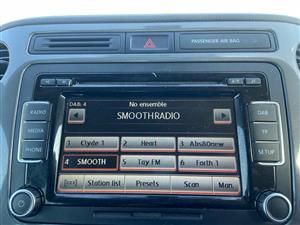 PASSENGER AIR BAG
RADIO
MEDIA
PHONE
DAB: 4
No ensemble
SMOOTHRADIO
1 Clyde 1 2 Heart 3 Abs80new
4 SMOOTH 5 Tay FM 6 Forth 1
Station list Presets Scan Man.
DAB
TP
SETUP